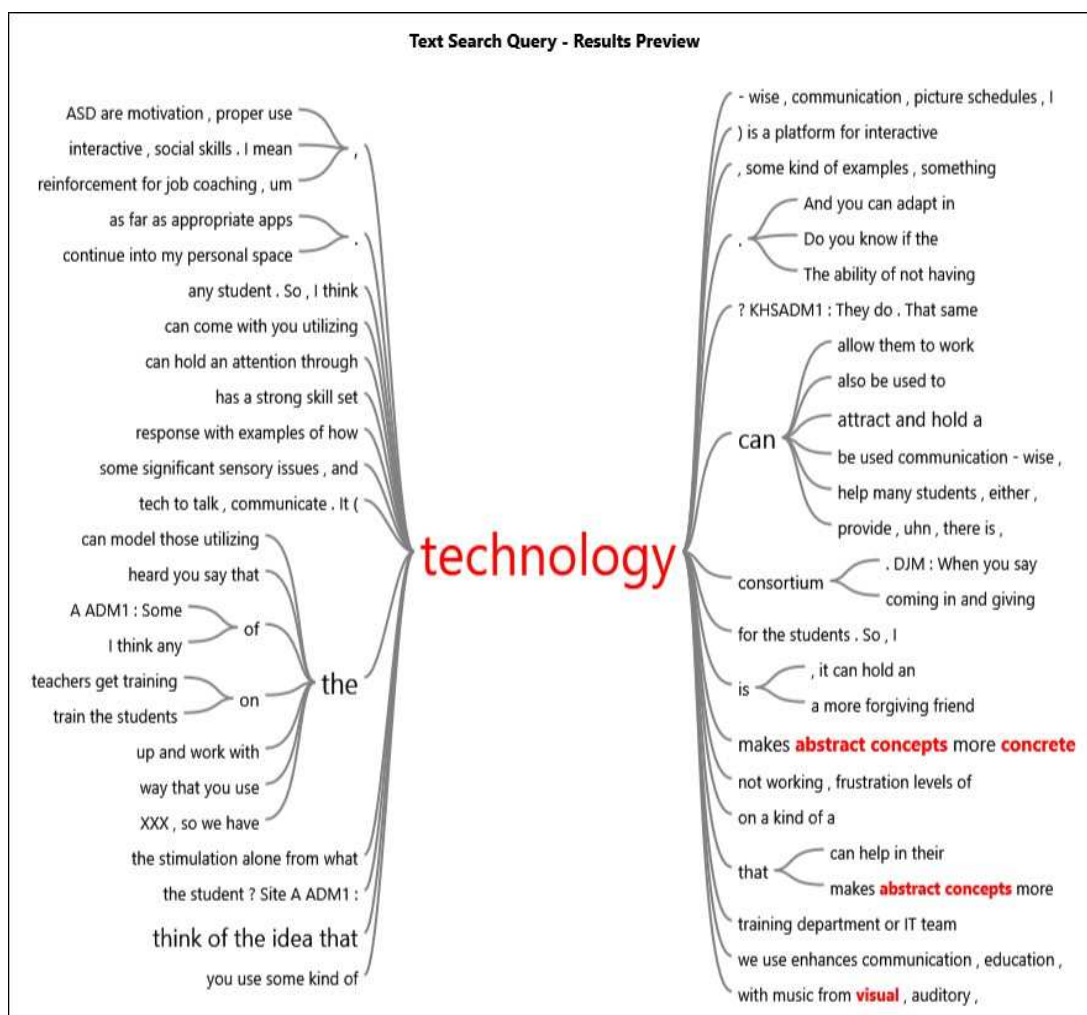 Text Search Query - Results Preview
ASD are motivation , proper use
interactive , social skills . I mean
reinforcement for job coaching , um
,
as far as appropriate apps
continue into my personal space
.
any student . So , I think
can come with you utilizing
can hold an attention through
has a strong skill set
response with examples of how
some significant sensory issues , and
tech to talk , communicate . It (
can model those utilizing
heard you say that
A ADM1 : Some
I think any
of
teachers get training
train the students
on
up and work with
way that you use
XXX , so we have
the
the stimulation alone from what
the student ? Site A ADM1 :
think of the idea that
you use some kind of
technology
- wise , communication , picture schedules , I
) is a platform for interactive
, some kind of examples , something
.
And you can adapt in
Do you know if the
The ability of not having
? KHSADM1 : They do . That same
can
allow them to work
also be used to
attract and hold a
be used communication - wise ,
help many students , either ,
provide , uhn , there is ,
consortium
. DJM : When you say
coming in and giving
for the students . So , I
is
, it can hold an
a more forgiving friend
makes abstract concepts more concrete
not working , frustration levels of
on a kind of a
that
can help in their
makes abstract concepts more
training department or IT team
we use enhances communication , education ,
with music from visual , auditory ,